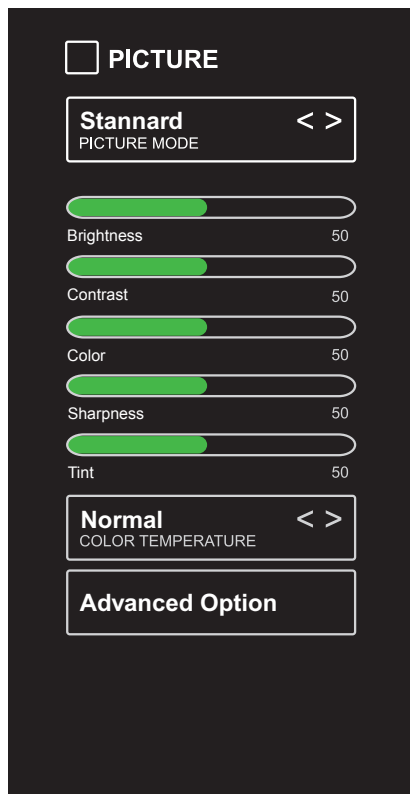 PICTURE
Stannard < >
PICTURE MODE
Brightness 50
Contrast 50
Color 50
Sharpness 50
Tint 50
Normal < >
COLOR TEMPERATURE
Advanced Option